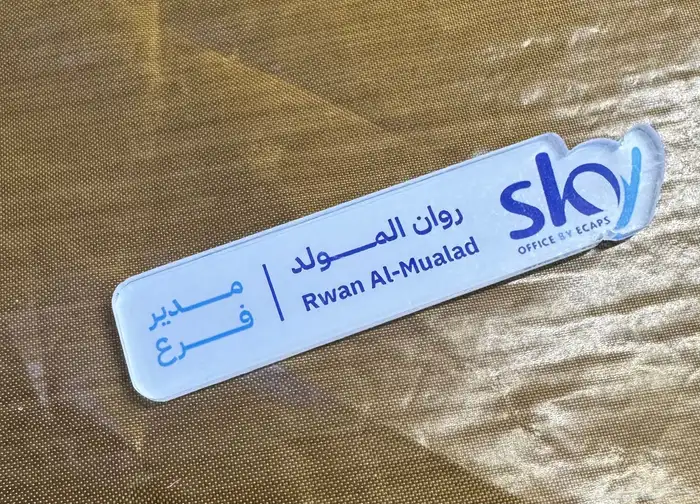 sky
OFFICE BY ECAPS
روان المولد
Rwan Al-Mualad
مدير
فرع